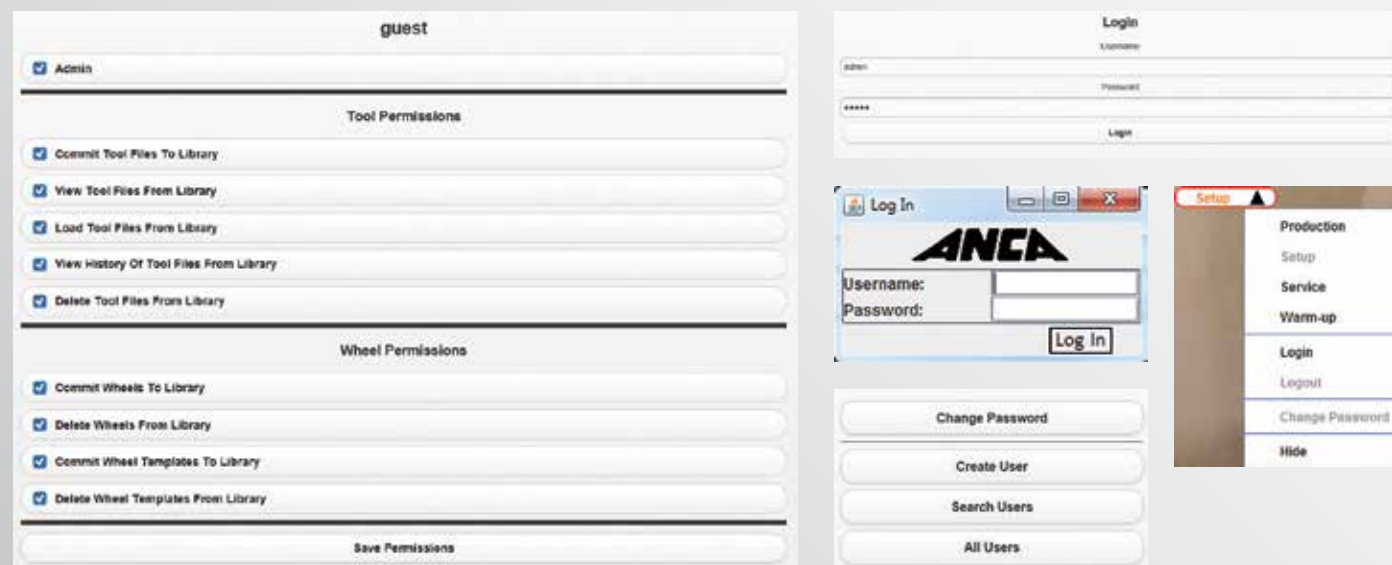 guest
Admin
Tool Permissions
Commit Tool Files To Library
View Tool Files From Library
Load Tool Files From Library
View History Of Tool Files From Library
Delete Tool Files From Library
Wheel Permissions
Commit Wheels To Library
Delete Wheels From Library
Commit Wheel Templates To Library
Delete Wheel Templates From Library
Save Permissions
Login
Username
admin
Password
*****
Login
Log In
ANCA
Username:
Password:
Log In
Change Password
Create User
Search Users
All Users
Setup
Production
Setup
Service
Warm-up
Login
Logout
Change Password
Hide